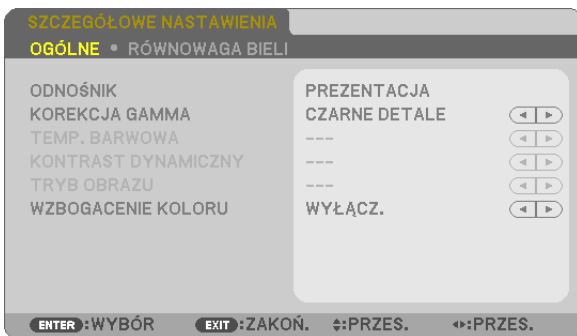 SZCZEGÓŁOWE NASTAWIENIA
OGÓLNE • RÓWNOWAGA BIELI
ODNOŚNIK PREZENTACJA
KOREKCJA GAMMA CZARNE DETALE
TEMP. BARWOWA ---
KONTRAST DYNAMICZNY ---
TRYB OBRAZU ---
WZBOGACENIE KOLORU WYŁĄCZ.
ENTER :WYBÓR EXIT :ZAKOŃ. :PRZES. :PRZES.